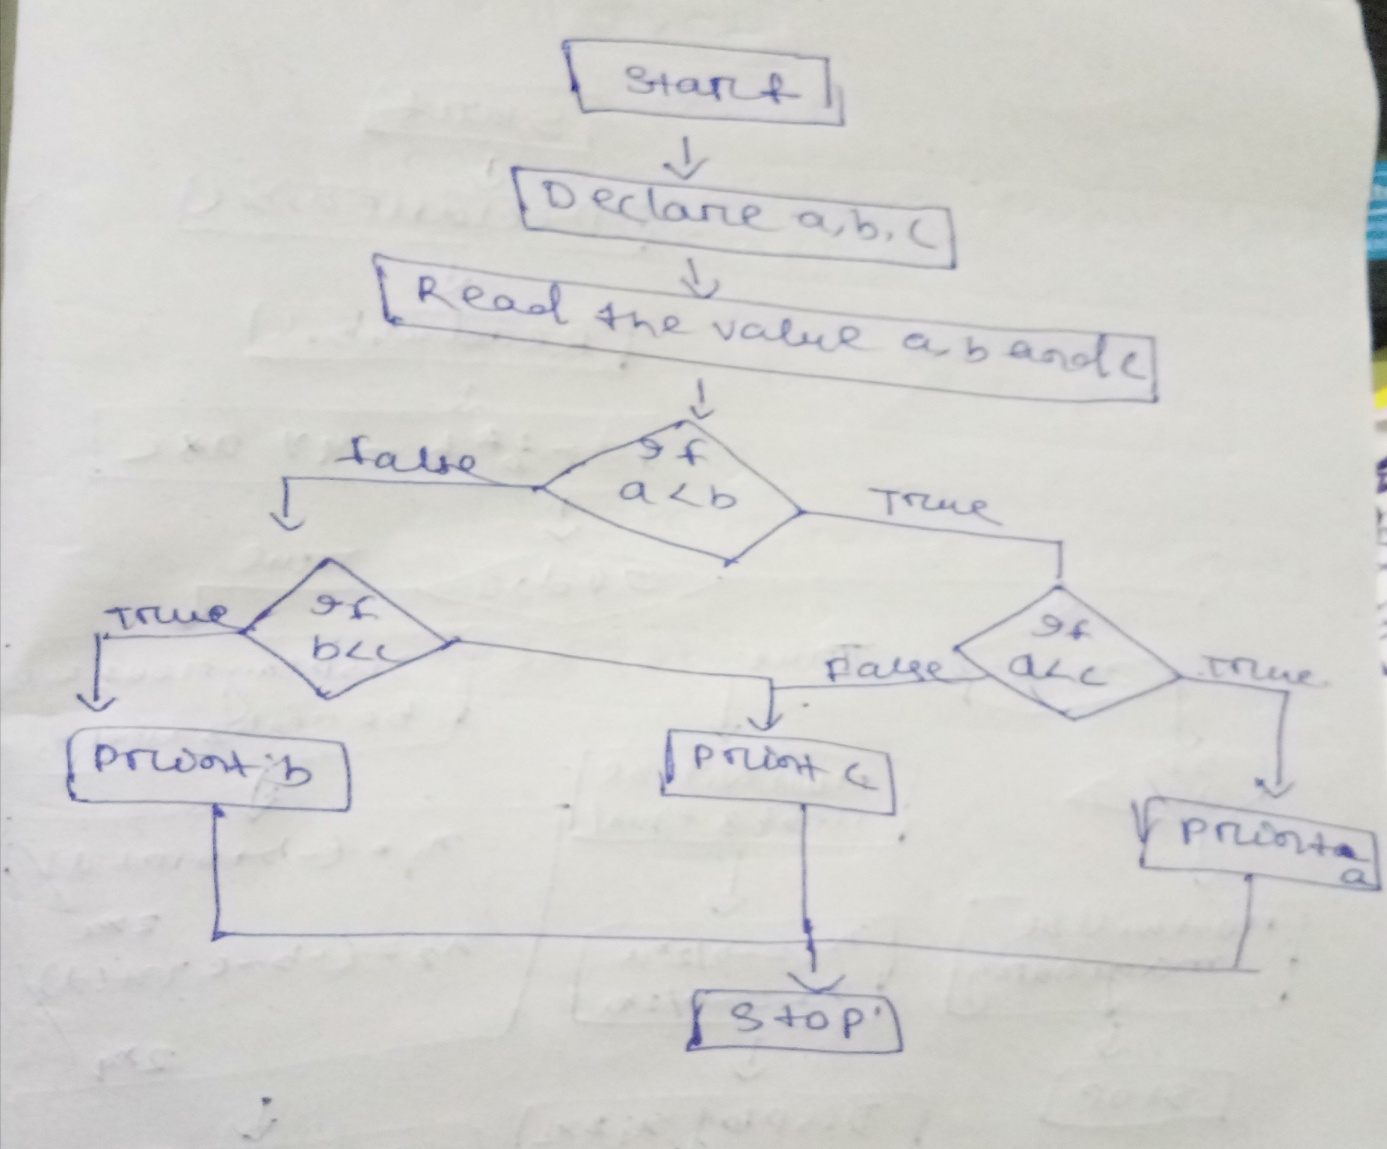 Start
Declare a, b, c
Read the value a, b and c
If
a < b
False
True
If
b < c
True
If
a < c
False
True
print b
print c
print a
Stop